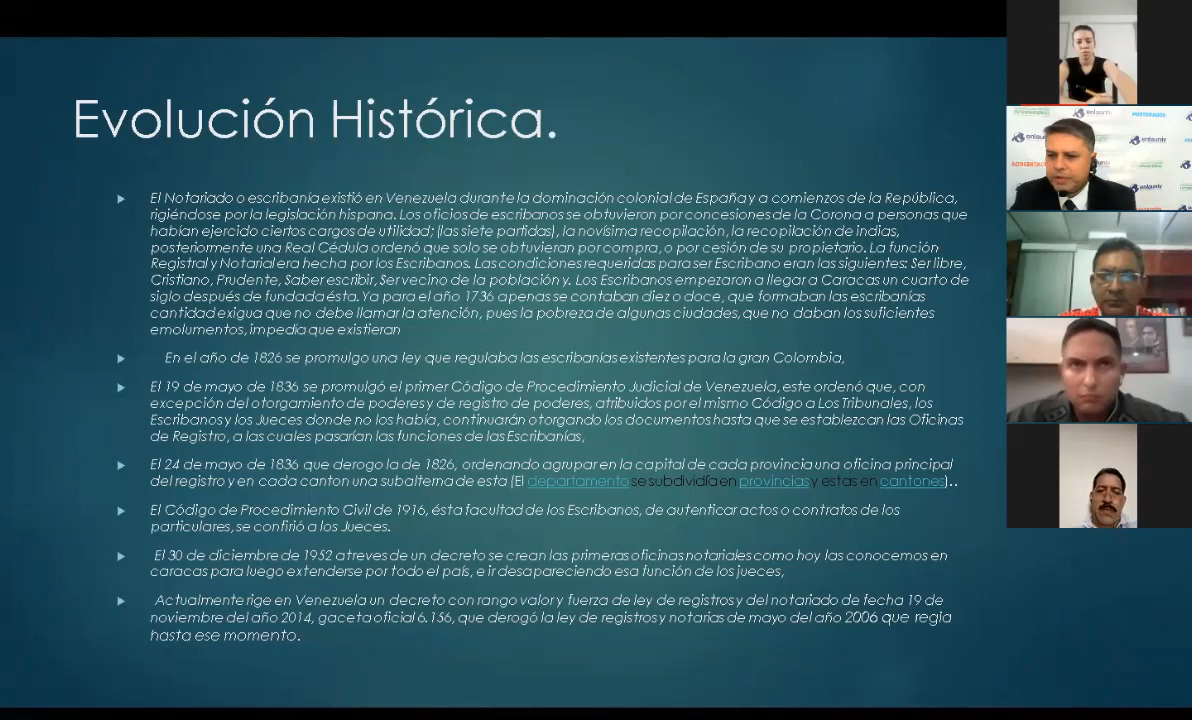 Evolución Histórica.
El Notariado o escribanía existió en Venezuela durante la dominación colonial de España y a comienzos de la República,
rigiéndose por la legislación hispana. Los oficios de escribanos se obtuvieron por concesiones de la Corona a personas que
habían ejercido ciertos cargos de utilidad; (las siete partidas), la novísima recopilación, la recopilación de indias,
posteriormente una Real Cédula ordenó que solo se obtuvieran por compra, o por cesión de su propietario. La función
Registral y Notarial era hecha por los Escribanos. Las condiciones requeridas para ser Escribano eran las siguientes: Ser libre,
Cristiano, Prudente, Saber escribir, Ser vecino de la población y. Los Escribanos empezaron a llegar a Caracas un cuarto de
siglo después de fundada ésta. Ya para el año 1736 apenas se contaban diez o doce, que formaban las escribanías
cantidad exigua que no debe llamar la atención, pues la pobreza de algunas ciudades, que no daban los suficientes
emolumentos, impedía que existieran
En el año de 1826 se promulgo una ley que regulaba las escribanías existentes para la gran Colombia,
El 19 de mayo de 1836 se promulgó el primer Código de Procedimiento Judicial de Venezuela, este ordenó que, con
excepción del otorgamiento de poderes y de registro de poderes, atribuidos por el mismo Código a Los Tribunales, los
Escribanos y los Jueces donde no los había, continuarán otorgando los documentos hasta que se establezcan las Oficinas
de Registro, a las cuales pasarían las funciones de las Escribanías,
El 24 de mayo de 1836 que derogo la de 1826, ordenando agrupar en la capital de cada provincia una oficina principal
del registro y en cada canton una subalterna de esta (El departamento se subdividía en provincias y estas en cantones)..
El Código de Procedimiento Civil de 1916, ésta facultad de los Escribanos, de autenticar actos o contratos de los
particulares, se confirió a los Jueces.
El 30 de diciembre de 1952 atreves de un decreto se crean las primeras oficinas notariales como hoy las conocemos en
caracas para luego extenderse por todo el país, e ir desapareciendo esa función de los jueces,
Actualmente rige en Venezuela un decreto con rango valor y fuerza de ley de registros y del notariado de fecha 19 de
noviembre del año 2014, gaceta oficial 6.156, que derogó la ley de registros y notarias de mayo del año 2006 que regia
hasta ese momento.
enlauniv
POSTGRADOS
enlauniv
enlauniv
enlauniv